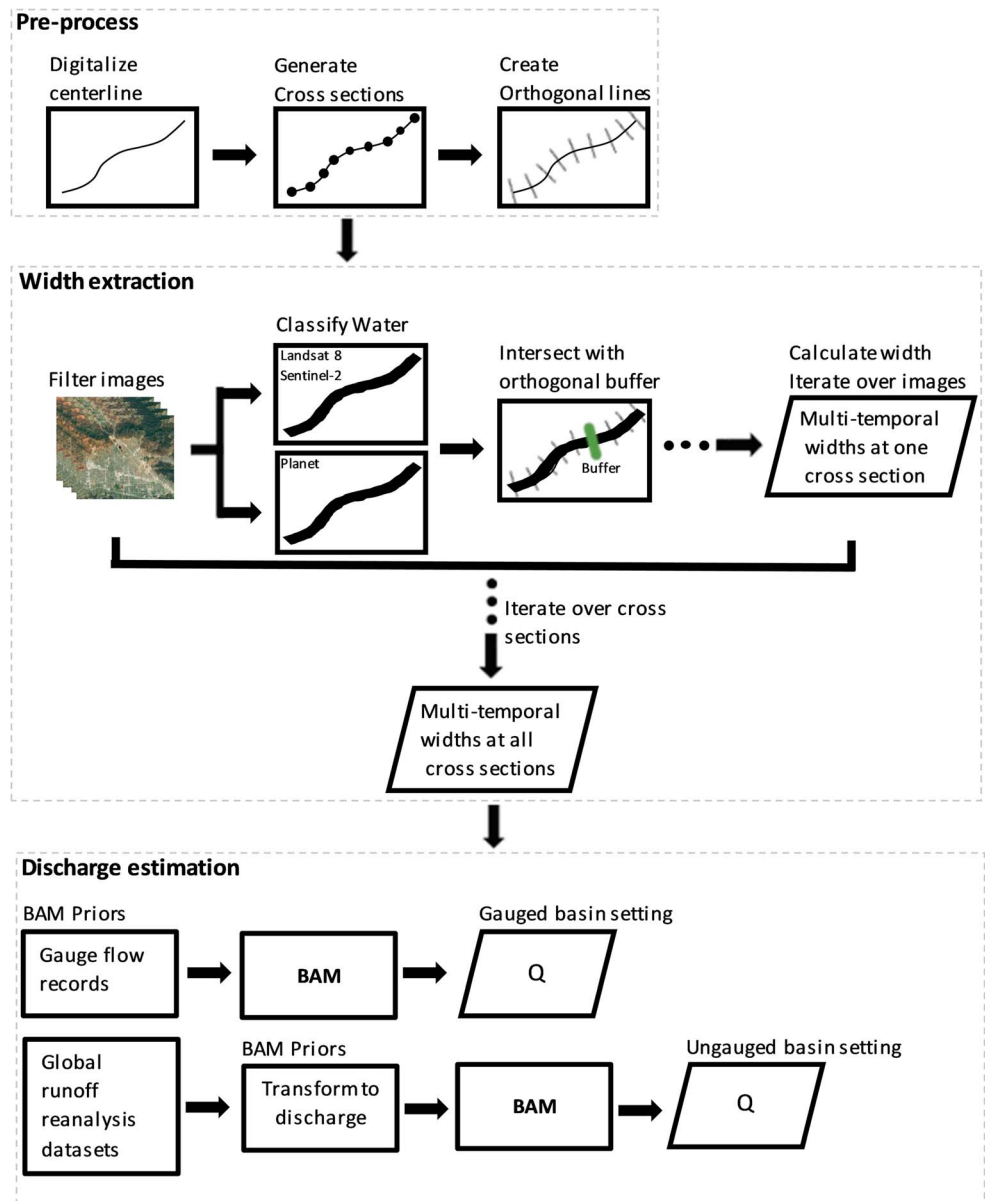 Pre-process
Digitalize
centerline
Generate
Cross sections
Create
Orthogonal lines
Width extraction
Filter images
Classify Water
Landsat 8
Sentinel-2
Planet
Intersect with
orthogonal buffer
Buffer
Calculate width
Iterate over images
Multi-temporal
widths at one
cross section
Iterate over cross
sections
Multi-temporal
widths at all
cross sections
Discharge estimation
BAM Priors
Gauge flow
records
BAM
Gauged basin setting
Q
Global
runoff
reanalysis
datasets
BAM Priors
Transform to
discharge
BAM
Ungauged basin setting
Q